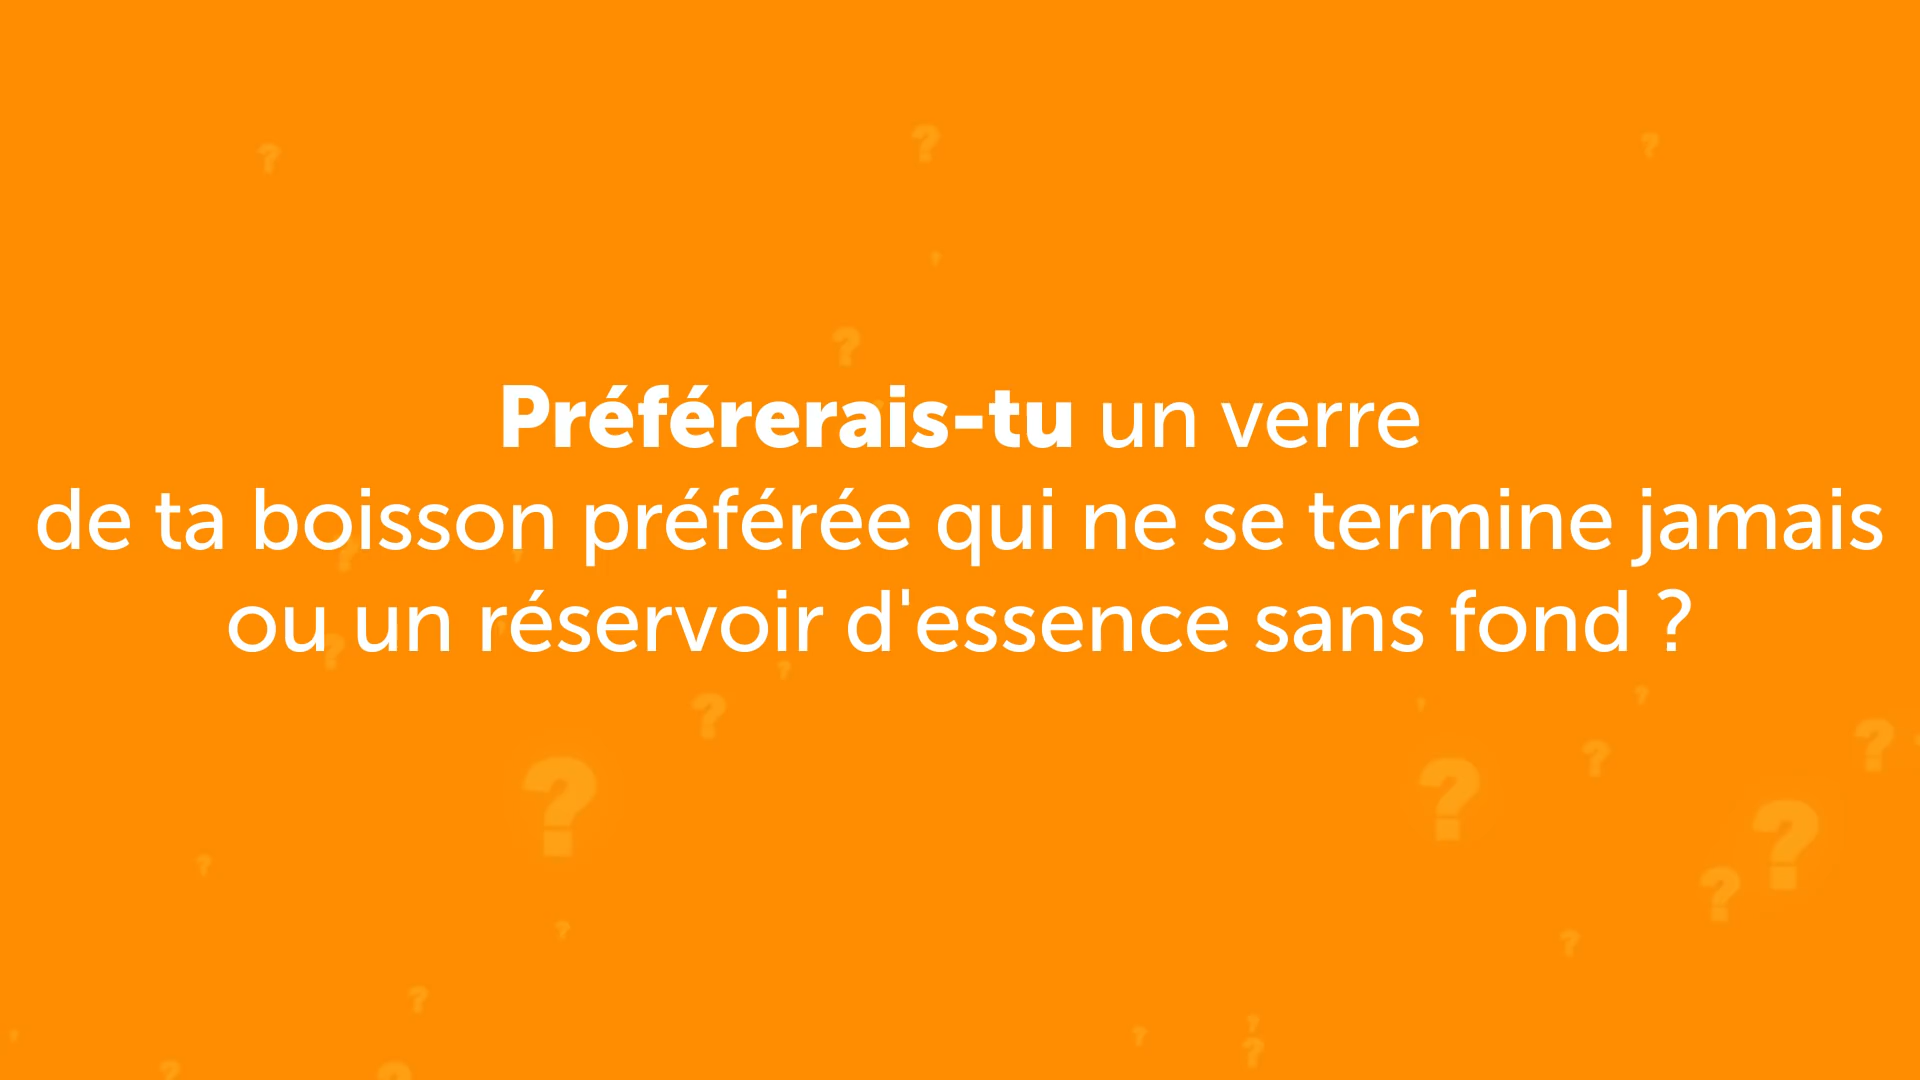 Préférerais-tu un verre
de ta boisson préférée qui ne se termine jamais
ou un réservoir d'essence sans fond ?